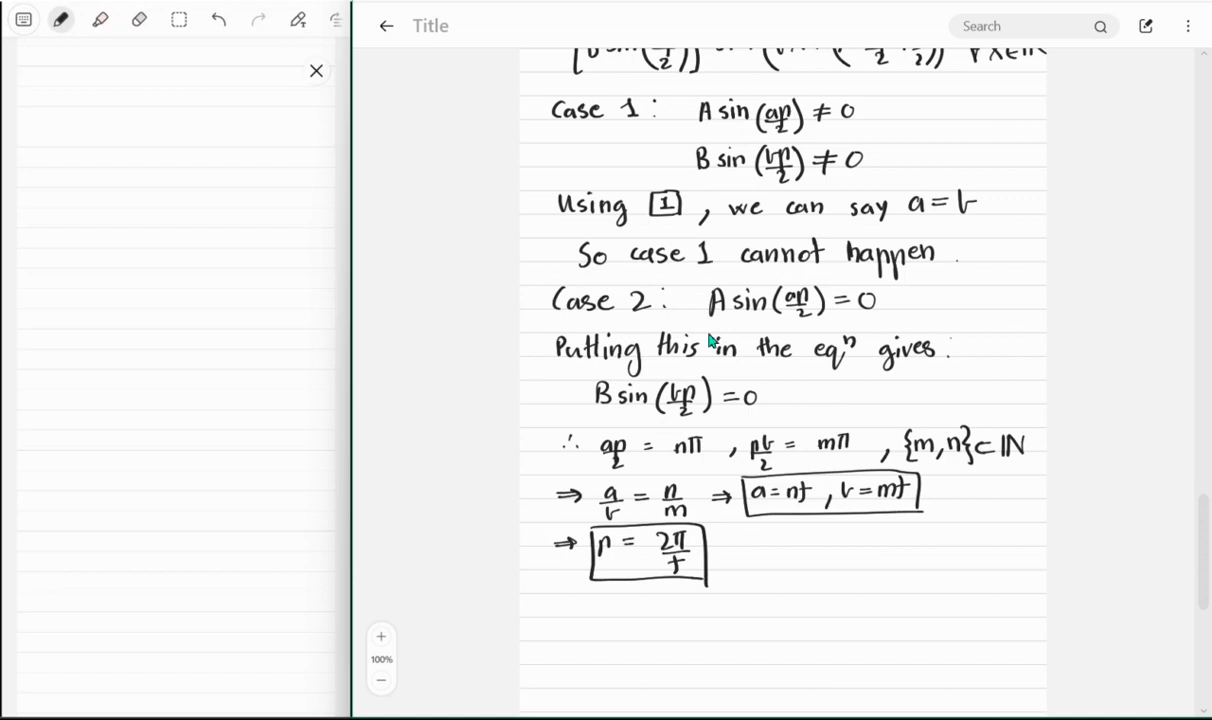 Title
Search
Case 1 : A sin (ap/2) ≠ 0
B sin (bp/2) ≠ 0
Using [1] , we can say a = b
So case 1 cannot happen .
Case 2 : A sin (ap/2) = 0
Putting this in the eqⁿ gives :
B sin (bp/2) = 0
∴ ap/2 = nπ , pb/2 = mπ , {m,n} ⊂ ℕ
⇒ a/b = n/m ⇒ a = nt , b = mt
⇒ p = 2π/t
100%